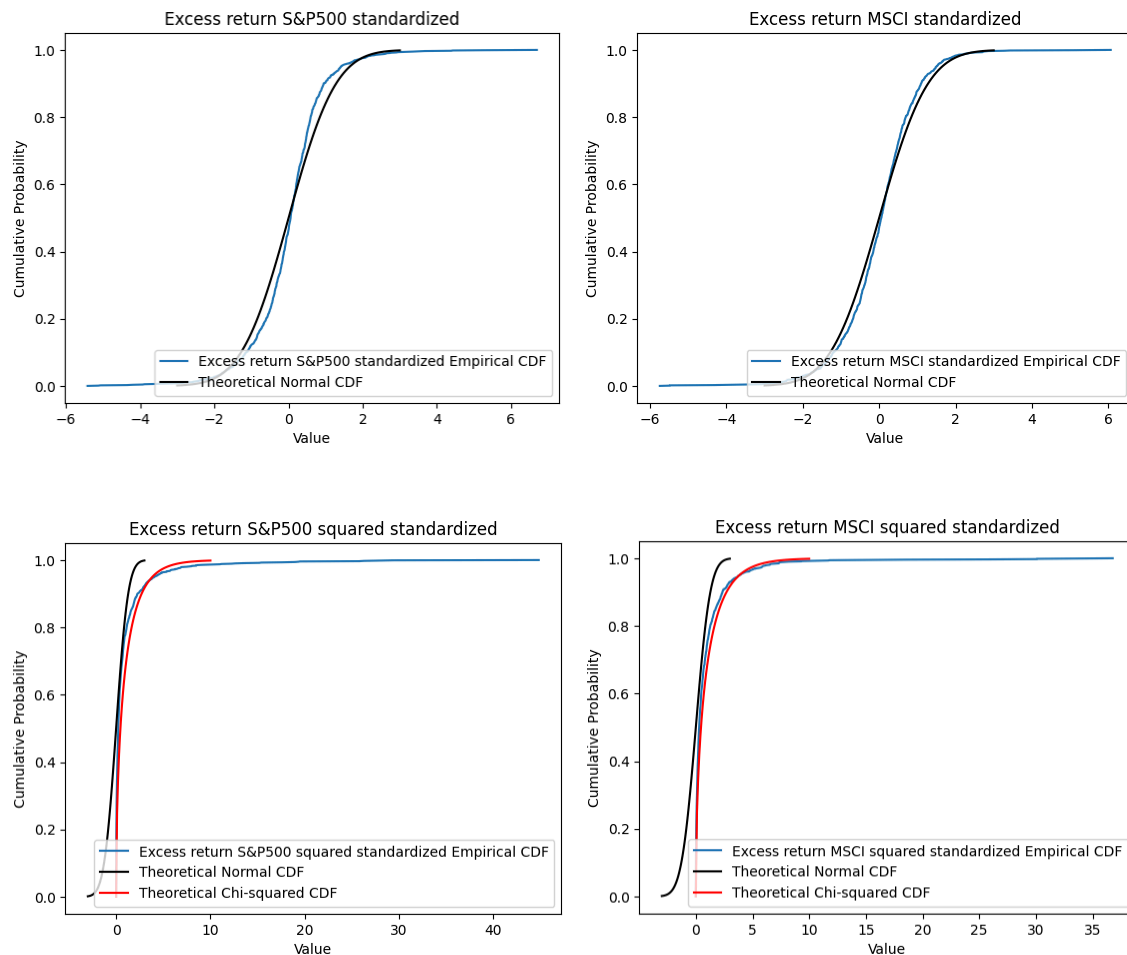 Excess return S&P500 standardized
Cumulative Probability
1.0
0.8
0.6
0.4
0.2
0.0
Excess return S&P500 standardized Empirical CDF
Theoretical Normal CDF
−6 −4 −2 0 2 4 6
Value
Excess return MSCI standardized
Cumulative Probability
1.0
0.8
0.6
0.4
0.2
0.0
Excess return MSCI standardized Empirical CDF
Theoretical Normal CDF
−6 −4 −2 0 2 4 6
Value
Excess return S&P500 squared standardized
Cumulative Probability
1.0
0.8
0.6
0.4
0.2
0.0
Excess return S&P500 squared standardized Empirical CDF
Theoretical Normal CDF
Theoretical Chi-squared CDF
0 10 20 30 40
Value
Excess return MSCI squared standardized
Cumulative Probability
1.0
0.8
0.6
0.4
0.2
0.0
Excess return MSCI squared standardized Empirical CDF
Theoretical Normal CDF
Theoretical Chi-squared CDF
0 5 10 15 20 25 30 35
Value